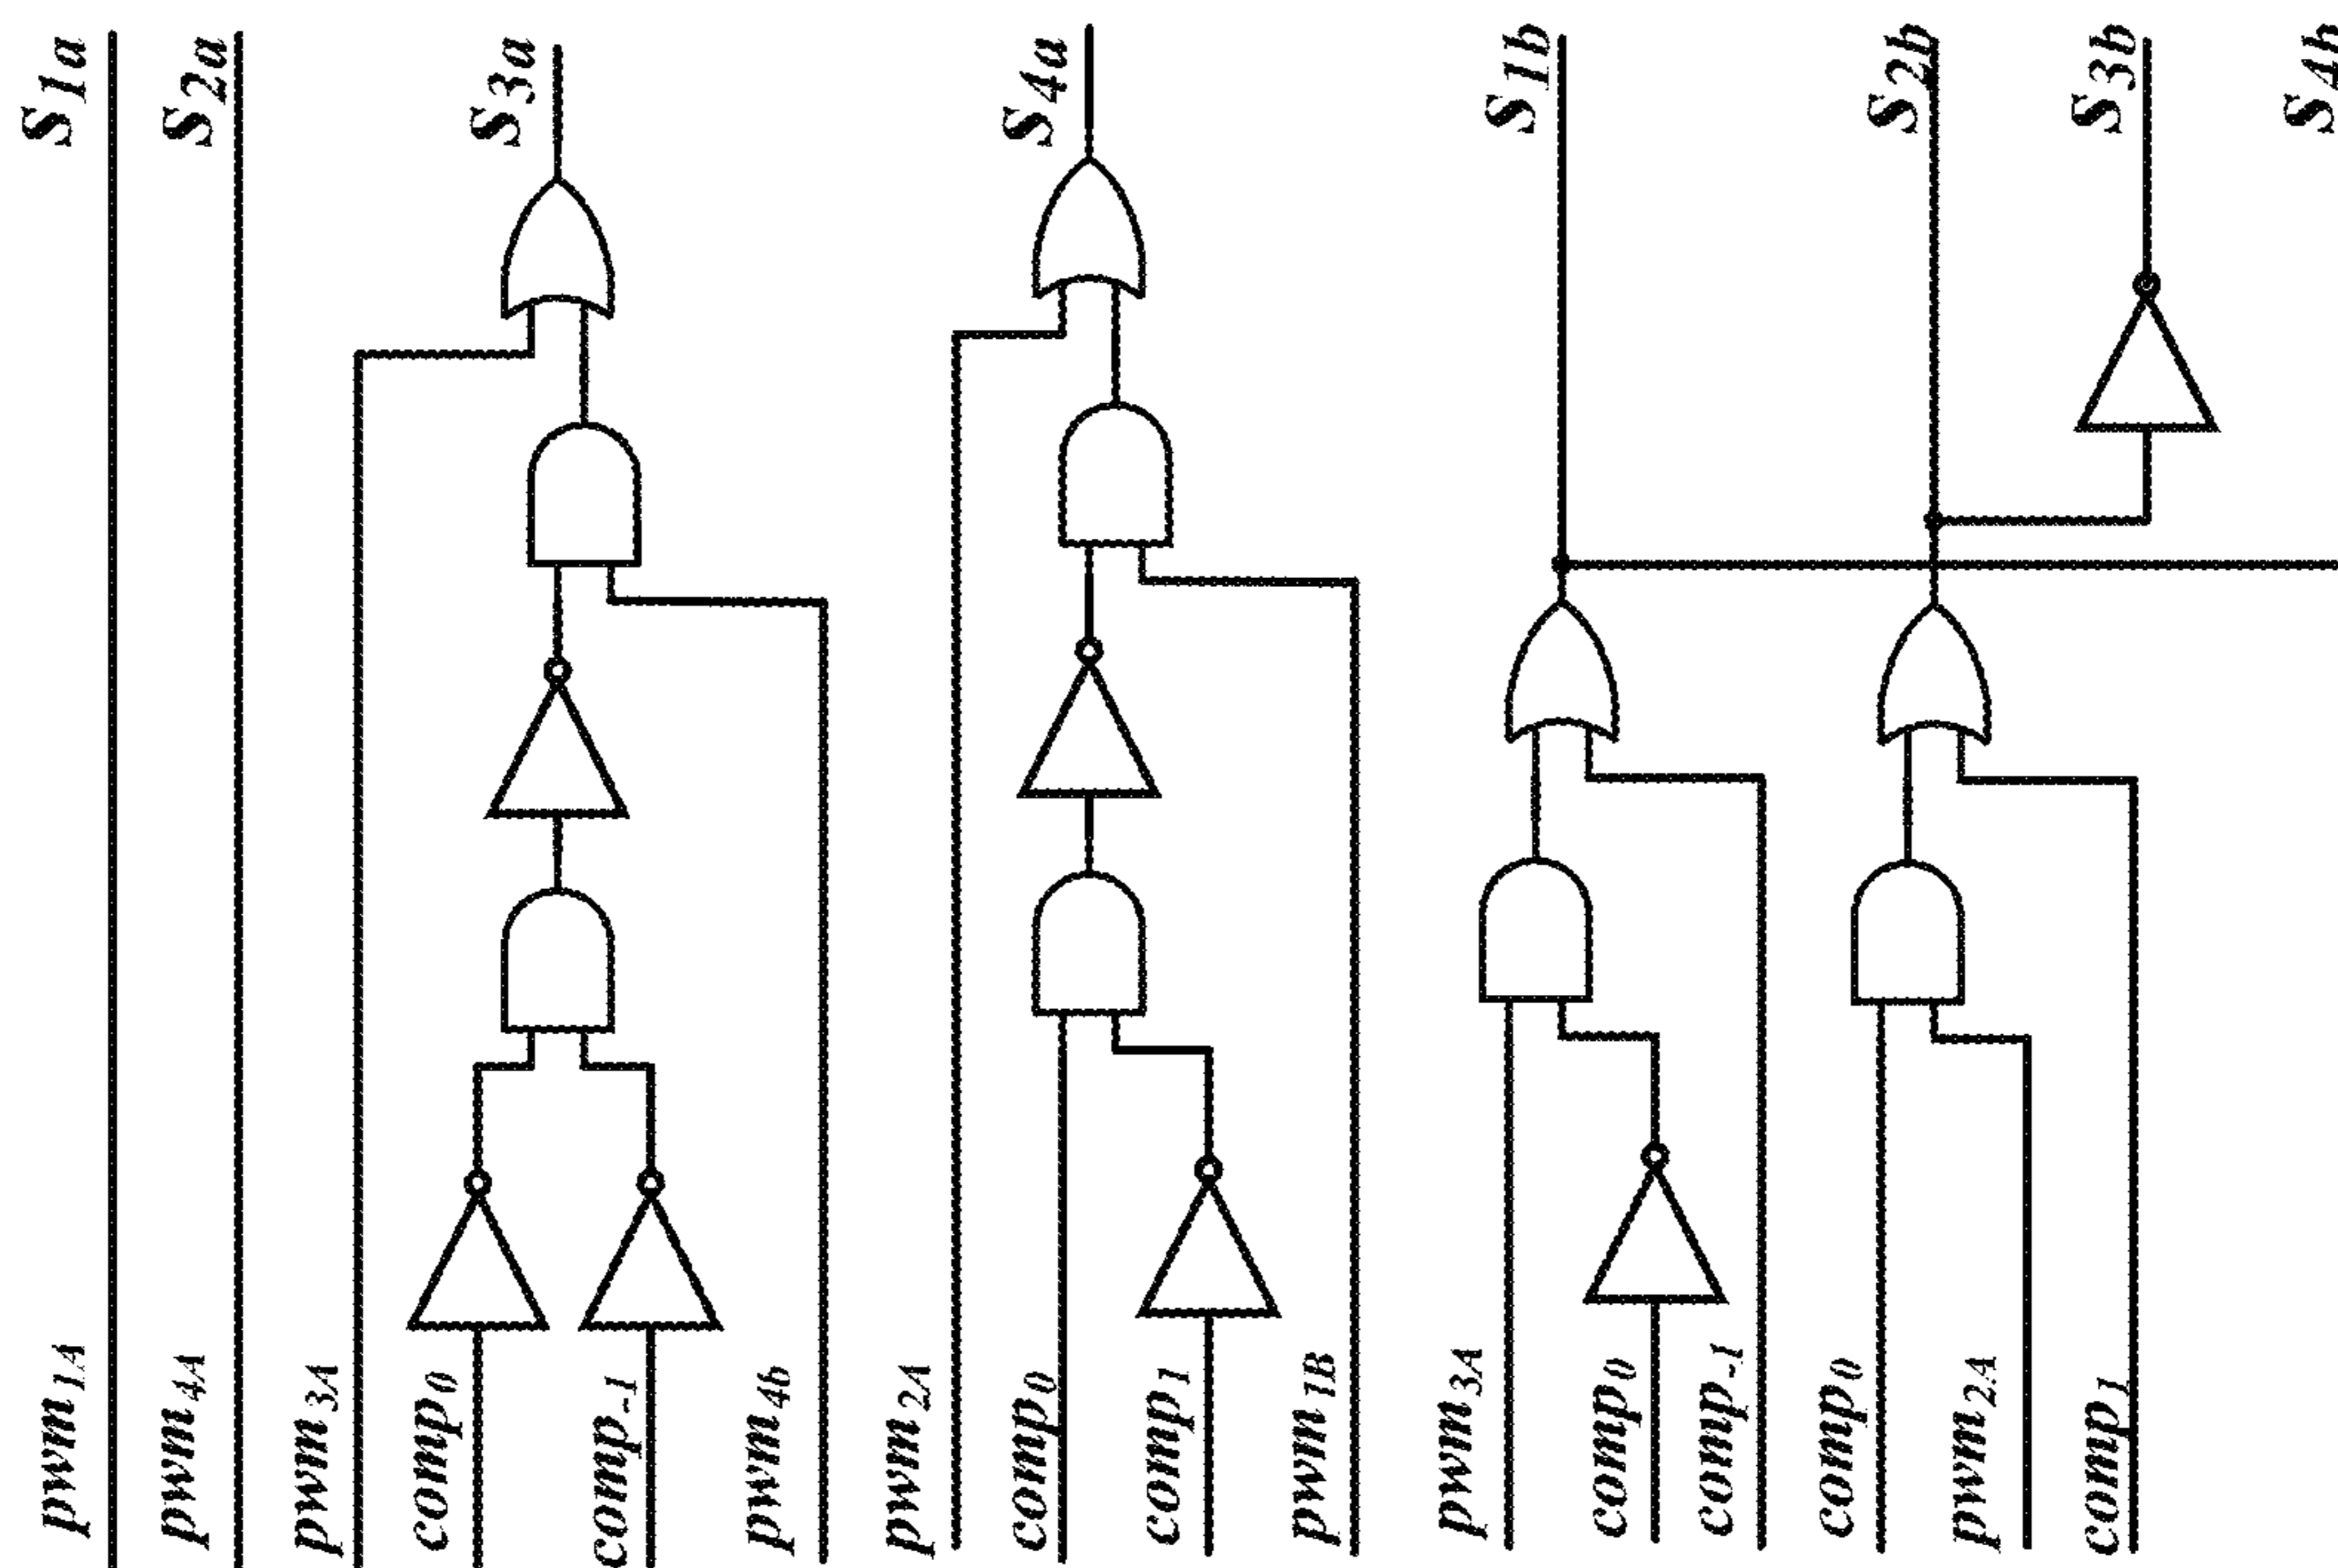 pwm1A S1a
pwm4A S2a
pwm3A
comp0 S3a
comp-1
pwm4b
pwm2A
comp0 S4a
comp1
pwm1B
pwm3A S1b
comp0
comp-1
comp0 S2b
pwm2A
comp1 S3b
S4b